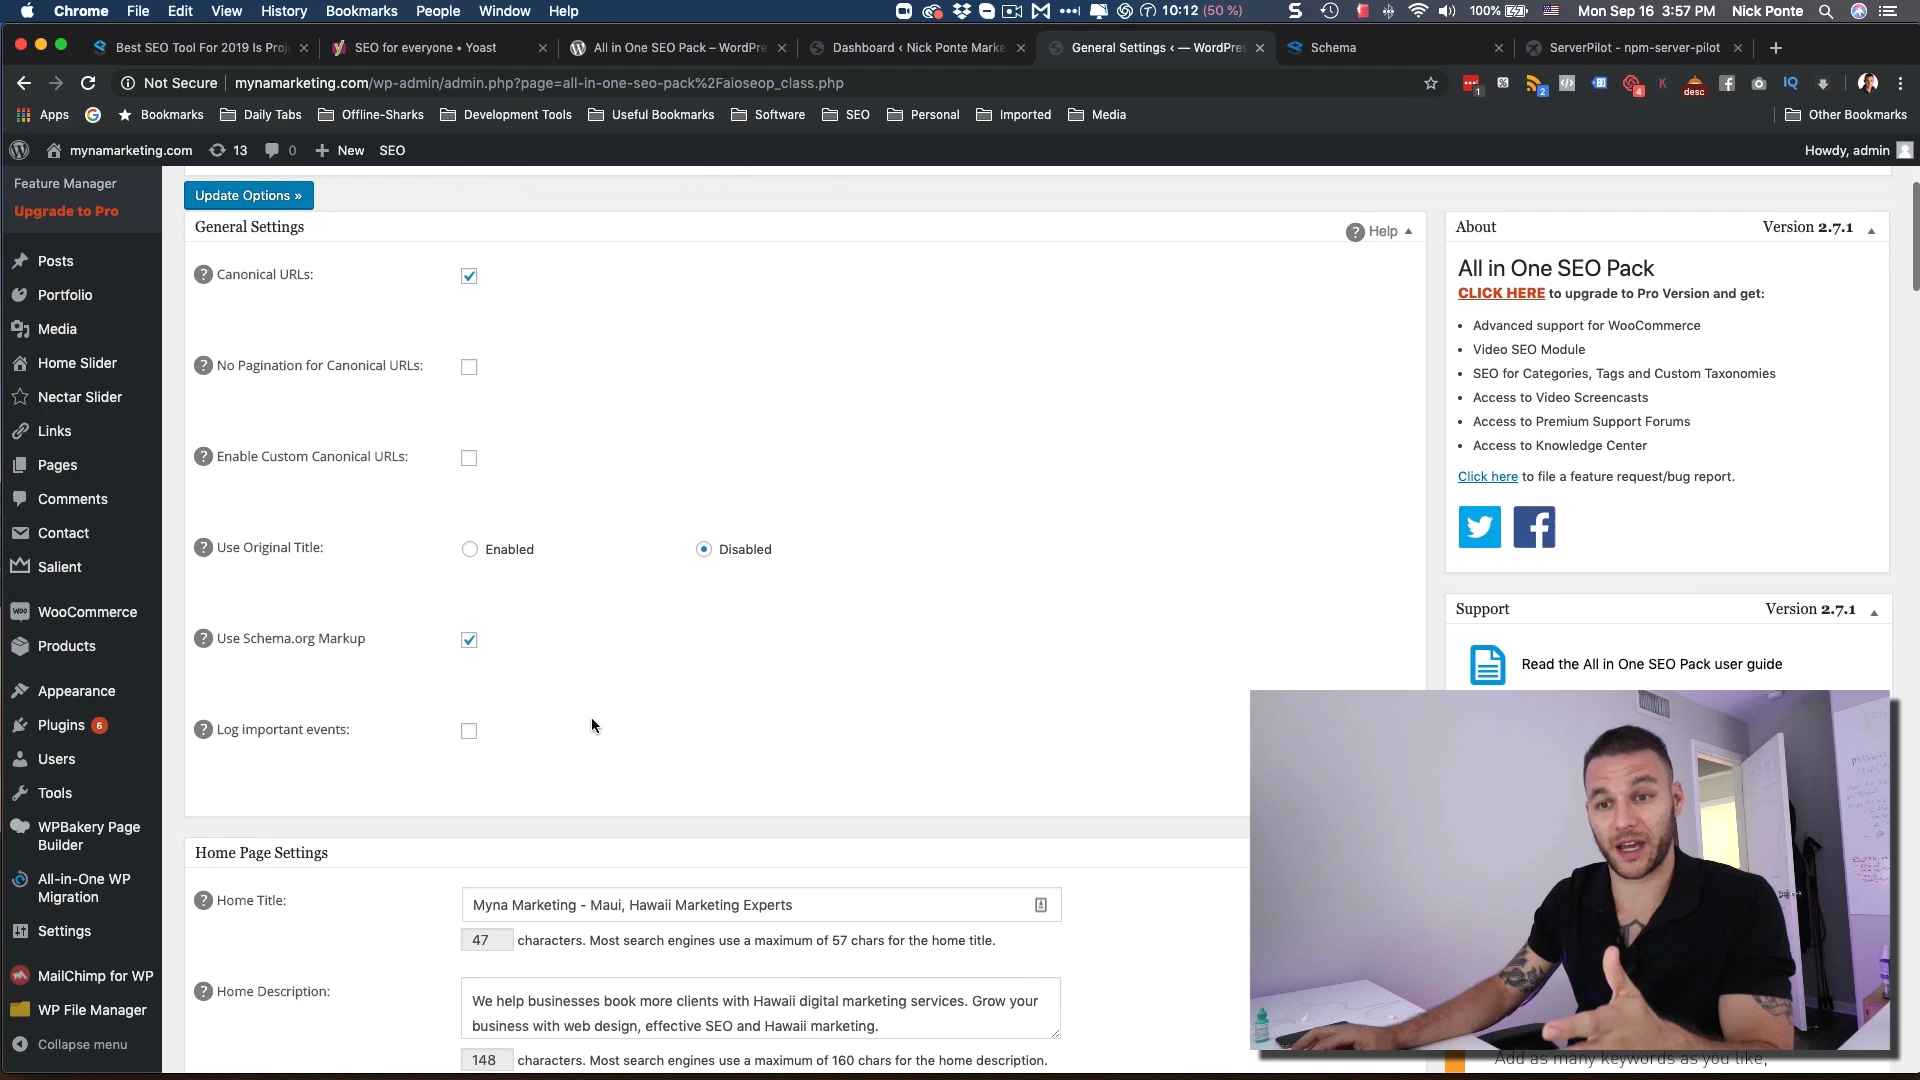 Chrome File Edit View History Bookmarks People Window Help 10:12 (50 %) 100% Mon Sep 16 3:57 PM Nick Ponte
Best SEO Tool For 2019 Is Proj
SEO for everyone • Yoast
All in One SEO Pack – WordPre
Dashboard ‹ Nick Ponte Marke
General Settings ‹ — WordPres
Schema
ServerPilot - npm-server-pilot
Not Secure mynamarketing.com/wp-admin/admin.php?page=all-in-one-seo-pack%2Faioseop_class.php
1 2 4 desc IQ
Apps Bookmarks Daily Tabs Offline-Sharks Development Tools Useful Bookmarks Software SEO Personal Imported Media Other Bookmarks
mynamarketing.com 13 0 New SEO Howdy, admin
Feature Manager
Upgrade to Pro
Posts
Portfolio
Media
Home Slider
Nectar Slider
Links
Pages
Comments
Contact
Salient
WooCommerce
Products
Appearance
Plugins 6
Users
Tools
WPBakery Page
Builder
All-in-One WP
Migration
Settings
MailChimp for WP
WP File Manager
Collapse menu
Update Options »
General Settings
Help
Canonical URLs:
No Pagination for Canonical URLs:
Enable Custom Canonical URLs:
Use Original Title: Enabled Disabled
Use Schema.org Markup
Log important events:
Home Page Settings
Home Title: Myna Marketing - Maui, Hawaii Marketing Experts
47 characters. Most search engines use a maximum of 57 chars for the home title.
Home Description: We help businesses book more clients with Hawaii digital marketing services. Grow your
business with web design, effective SEO and Hawaii marketing.
148 characters. Most search engines use a maximum of 160 chars for the home description.
About Version 2.7.1
All in One SEO Pack
CLICK HERE to upgrade to Pro Version and get:
• Advanced support for WooCommerce
• Video SEO Module
• SEO for Categories, Tags and Custom Taxonomies
• Access to Video Screencasts
• Access to Premium Support Forums
• Access to Knowledge Center
Click here to file a feature request/bug report.
Support Version 2.7.1
Read the All in One SEO Pack user guide
Add as many keywords as you like,